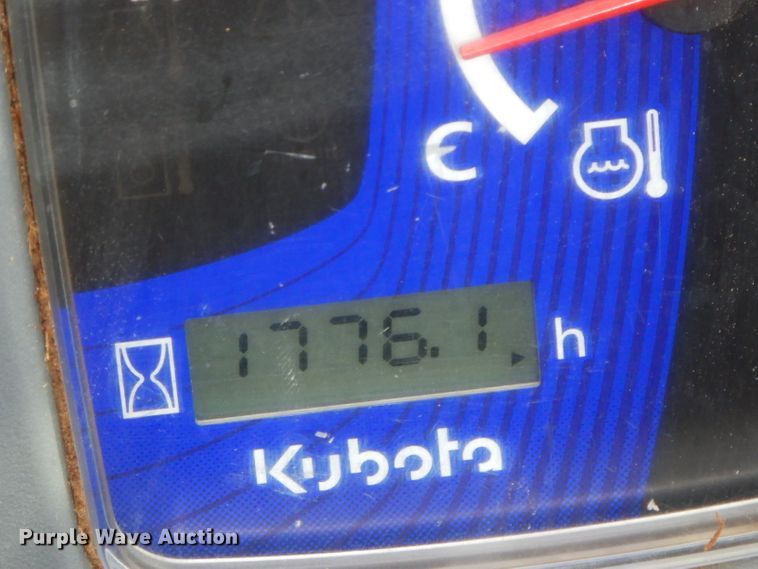 €
1776.1 h
Kubota
Purple Wave Auction